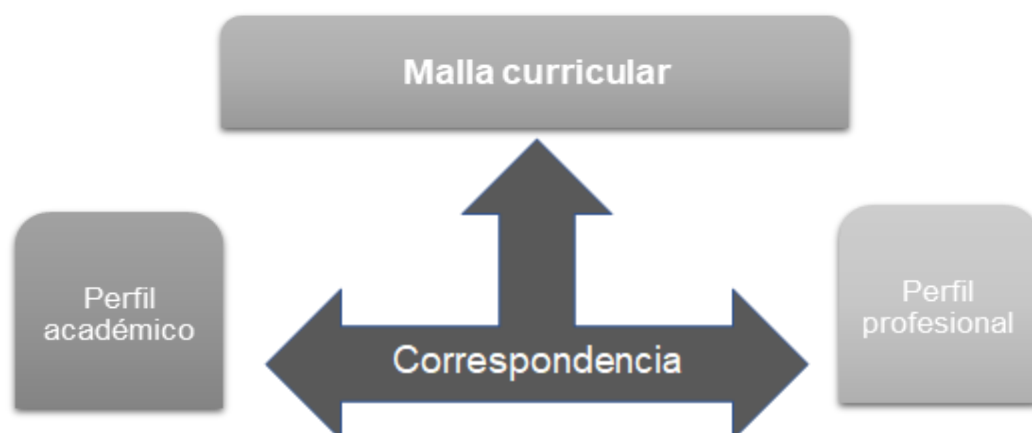 Malla curricular
Perfil
académico
Correspondencia
Perfil
profesional